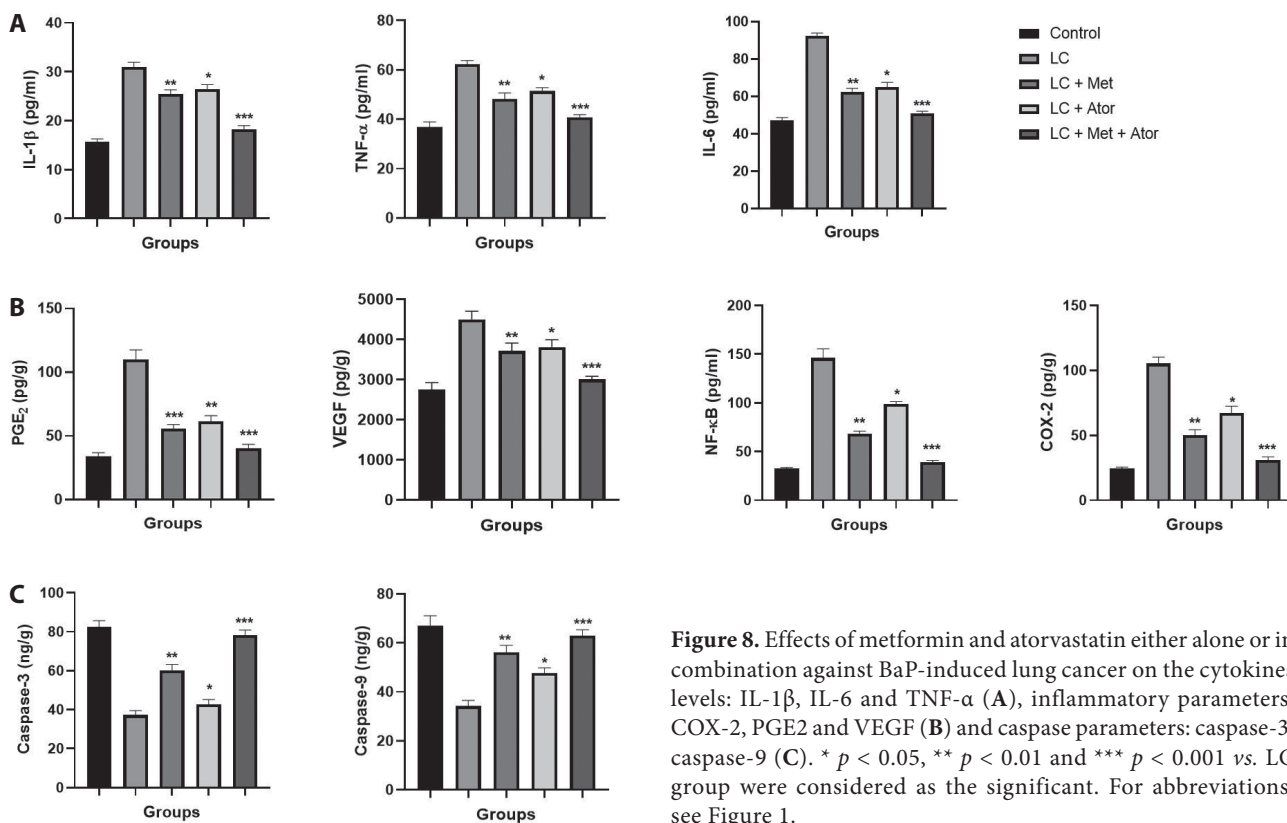 A
IL-1β (pg/ml)
40
30
20
10
0
**
*
***
Groups
TNF-α (pg/ml)
80
60
40
20
0
**
*
***
Groups
IL-6 (pg/ml)
100
80
60
40
20
0
**
*
***
Groups
Control
LC
LC + Met
LC + Ator
LC + Met + Ator
B
PGE2 (pg/g)
150
100
50
0
***
**
***
Groups
VEGF (pg/g)
5000
4000
3000
2000
1000
0
**
*
***
Groups
NF-κB (pg/ml)
200
150
100
50
0
**
*
***
Groups
COX-2 (pg/g)
150
100
50
0
**
*
***
Groups
C
Caspase-3 (ng/g)
100
80
60
40
20
0
**
*
***
Groups
Caspase-9 (ng/g)
80
60
40
20
0
**
*
***
Groups
Figure 8. Effects of metformin and atorvastatin either alone or in
combination against BaP-induced lung cancer on the cytokine
levels: IL-1β, IL-6 and TNF-α (A), inflammatory parameters
COX-2, PGE2 and VEGF (B) and caspase parameters: caspase-3
caspase-9 (C). * p < 0.05, ** p < 0.01 and *** p < 0.001 vs. LC
group were considered as the significant. For abbreviations
see Figure 1.